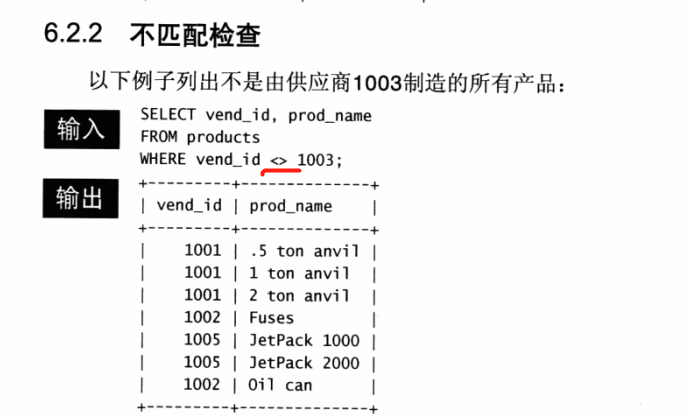 6.2.2 不匹配检查
以下例子列出不是由供应商1003制造的所有产品：
输入
SELECT vend_id, prod_name
FROM products
WHERE vend_id <> 1003;
输出
+---------+--------------+
| vend_id | prod_name    |
+---------+--------------+
|    1001 | .5 ton anvil |
|    1001 | 1 ton anvil  |
|    1001 | 2 ton anvil  |
|    1002 | Fuses        |
|    1005 | JetPack 1000 |
|    1005 | JetPack 2000 |
|    1002 | Oil can      |
+---------+--------------+